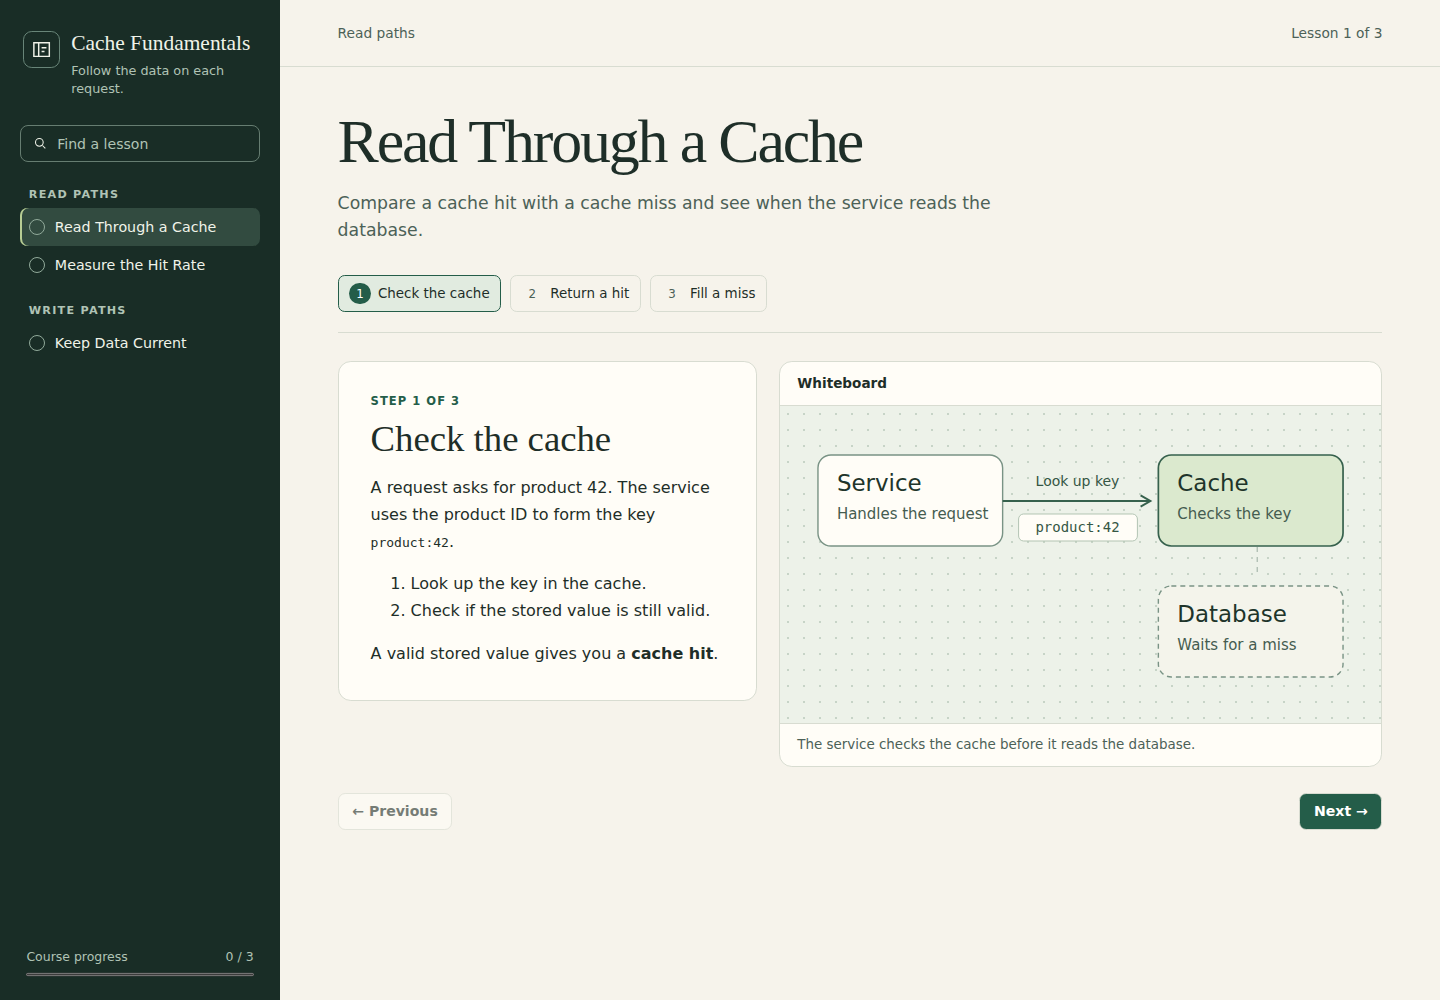 Cache Fundamentals
Follow the data on each
request.
Find a lesson
READ PATHS
Read Through a Cache
Measure the Hit Rate
WRITE PATHS
Keep Data Current
Course progress
0 / 3
Read paths
Lesson 1 of 3
Read Through a Cache
Compare a cache hit with a cache miss and see when the service reads the
database.
1 Check the cache
2 Return a hit
3 Fill a miss
STEP 1 OF 3
Check the cache
A request asks for product 42. The service
uses the product ID to form the key
product:42.
1. Look up the key in the cache.
2. Check if the stored value is still valid.
A valid stored value gives you a cache hit.
Whiteboard
Service
Handles the request
Look up key
product:42
Cache
Checks the key
Database
Waits for a miss
The service checks the cache before it reads the database.
← Previous
Next →